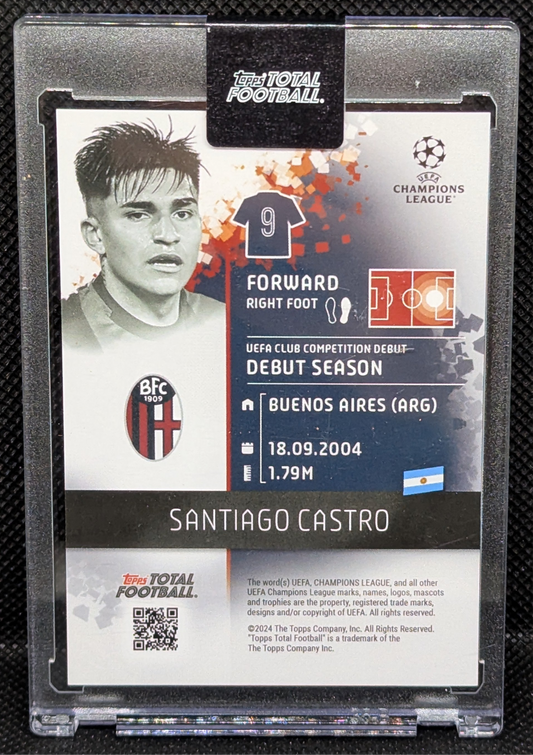 topps TOTAL
FOOTBALL®
UEFA
CHAMPIONS
LEAGUE®
9
FORWARD
RIGHT FOOT
UEFA CLUB COMPETITION DEBUT
DEBUT SEASON
BFC
1909
BUENOS AIRES (ARG)
18.09.2004
1.79M
SANTIAGO CASTRO
topps TOTAL
FOOTBALL®
The word(s) UEFA, CHAMPIONS LEAGUE, and all other
UEFA Champions League marks, names, logos, mascots
and trophies are the property, registered trade marks,
designs and/or copyright of UEFA. All rights reserved.
©2024 The Topps Company, Inc. All Rights Reserved.
"Topps Total Football" is a trademark of the
The Topps Company Inc.